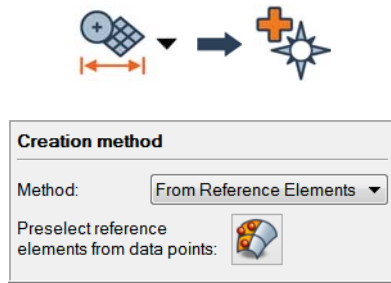 Creation method
Method: From Reference Elements
Preselect reference
elements from data points: